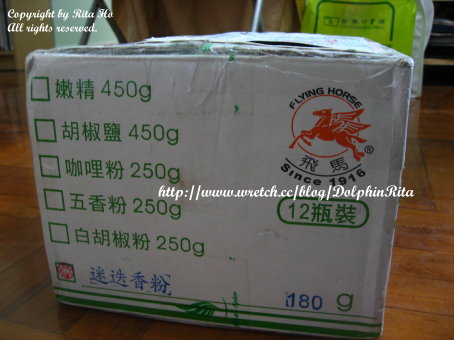 Copyright by Rita Ho
All rights reserved.
嫩精 450g
胡椒鹽 450g
咖哩粉 250g
五香粉 250g
白胡椒粉 250g
迷迭香粉 180 g
FLYING HORSE
®
飛馬
Since 1916
http://www.wretch.cc/blog/DolphinRita
12瓶裝